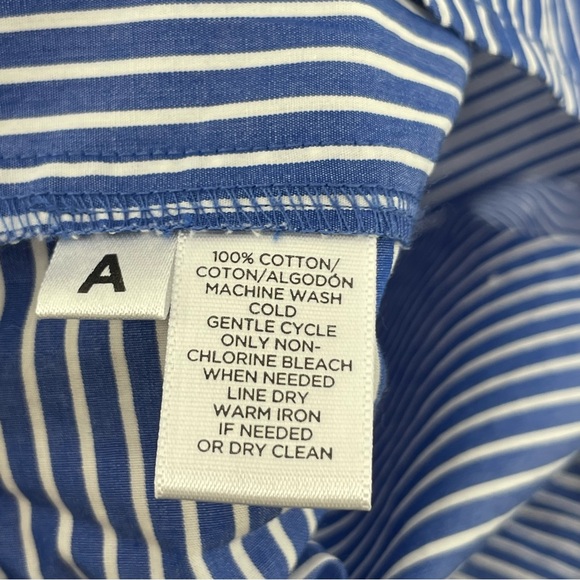 A
100% COTTON/
COTON/ALGODÓN
MACHINE WASH
COLD
GENTLE CYCLE
ONLY NON-
CHLORINE BLEACH
WHEN NEEDED
LINE DRY
WARM IRON
IF NEEDED
OR DRY CLEAN